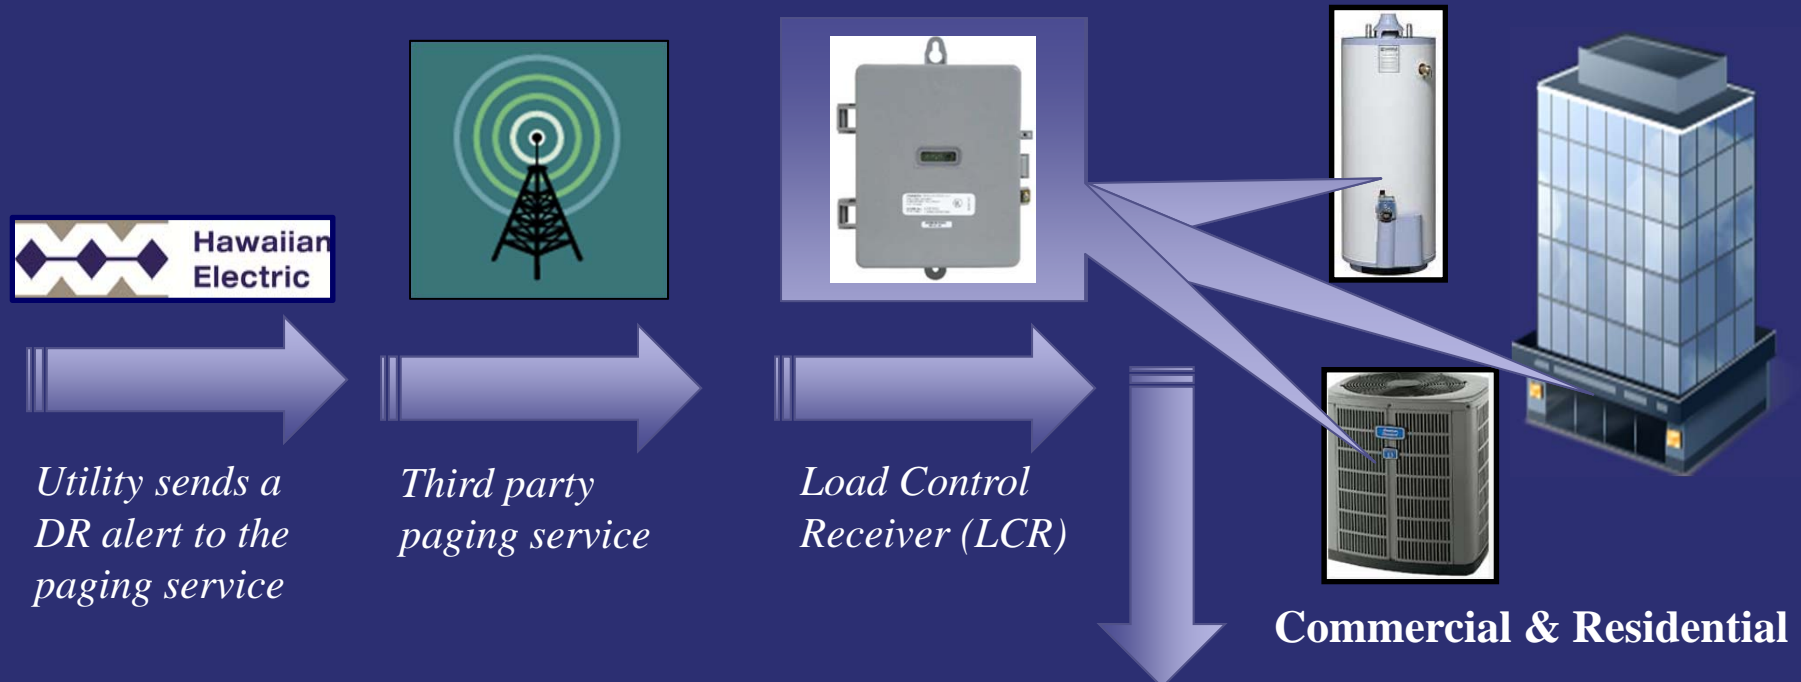 Hawaiian
Electric
Utility sends a
DR alert to the
paging service
Third party
paging service
Load Control
Receiver (LCR)
Commercial & Residential